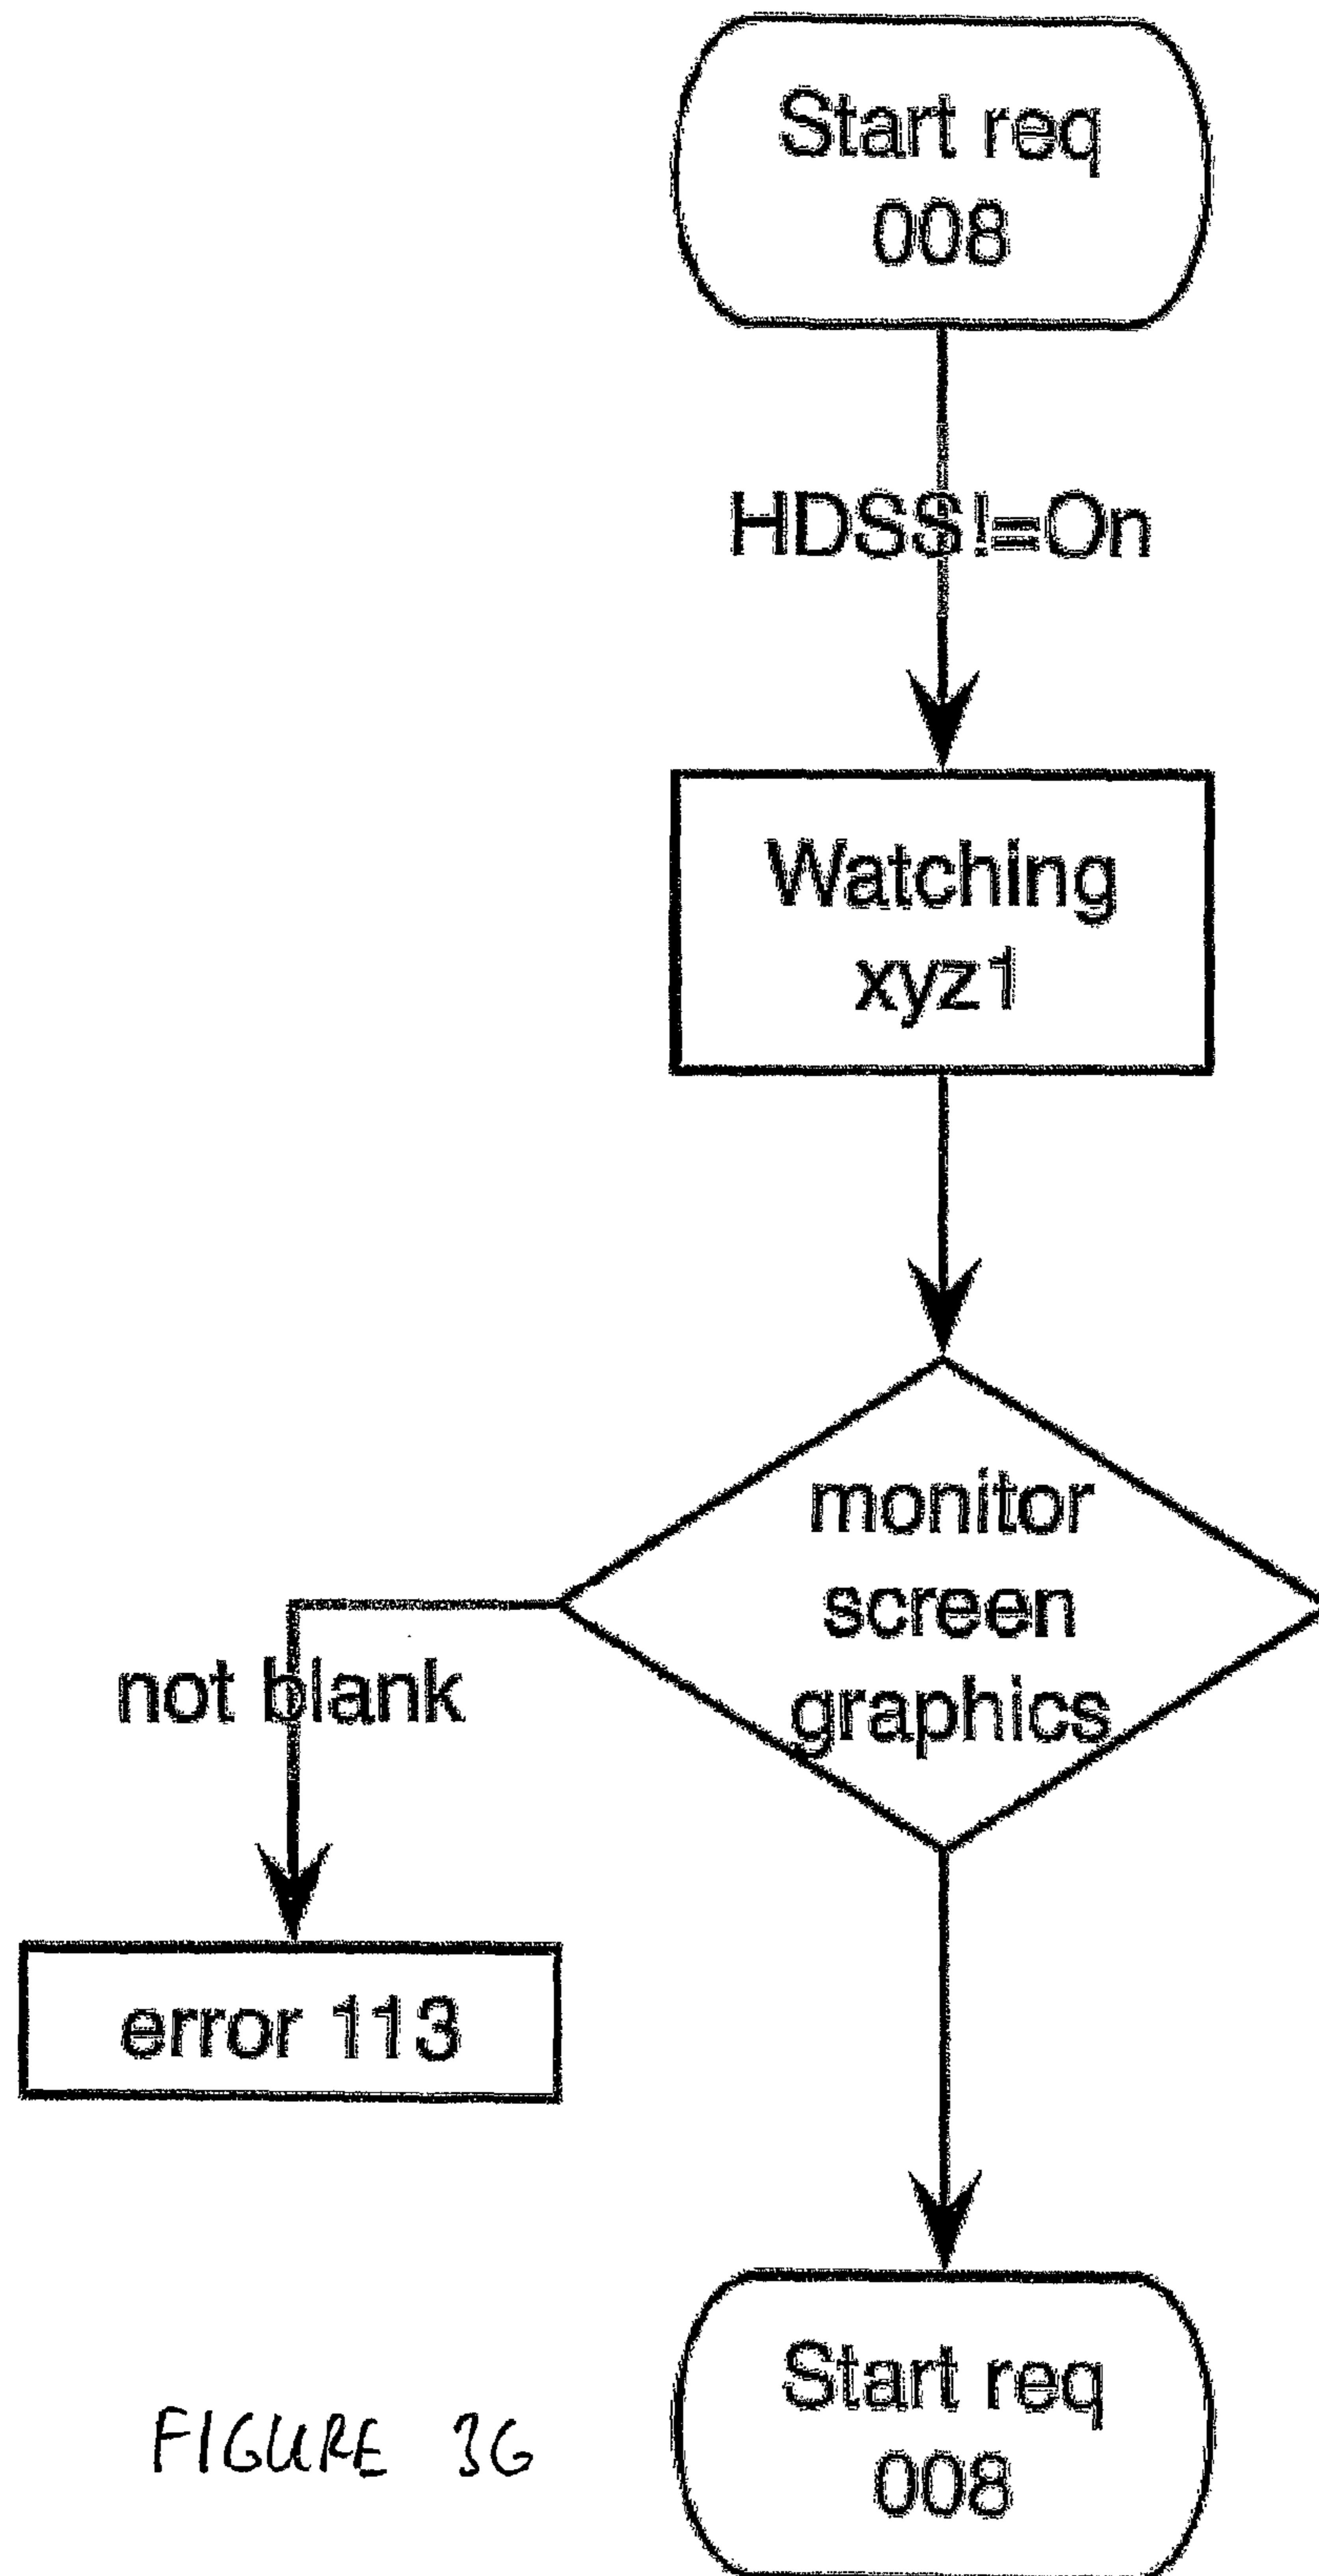 Start req
008
HDSS!=On
Watching
xyz1
monitor
screen
graphics
not blank
error 113
Start req
008
FIGURE 3G